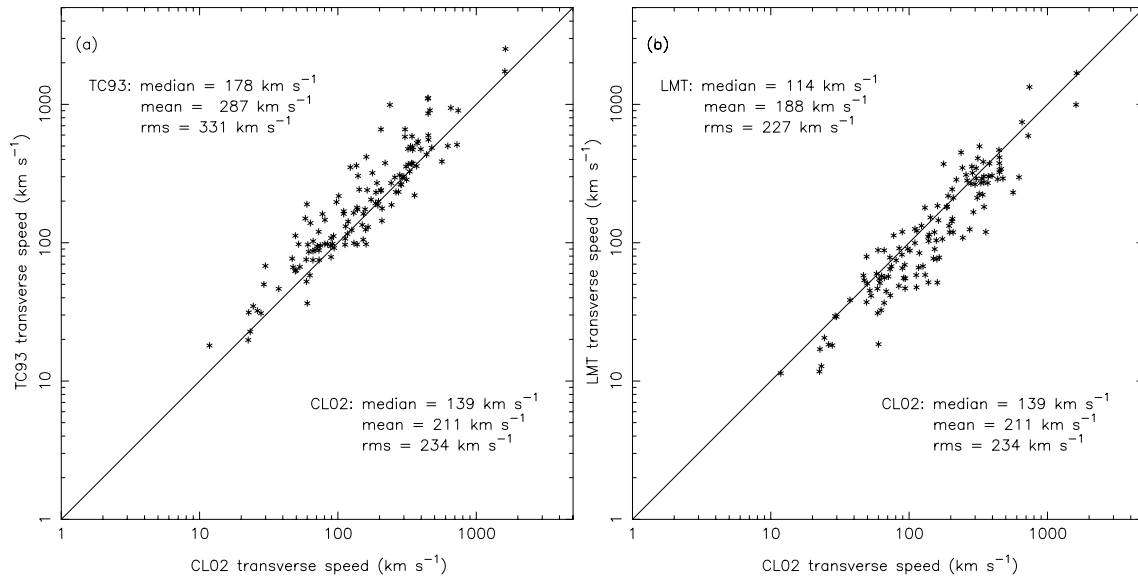 (a)
TC93: median = 178 km s⁻¹
mean = 287 km s⁻¹
rms = 331 km s⁻¹
CL02: median = 139 km s⁻¹
mean = 211 km s⁻¹
rms = 234 km s⁻¹
TC93 transverse speed (km s⁻¹)
1000
100
10
1
1
10
100
1000
CL02 transverse speed (km s⁻¹)
(b)
LMT: median = 114 km s⁻¹
mean = 188 km s⁻¹
rms = 227 km s⁻¹
CL02: median = 139 km s⁻¹
mean = 211 km s⁻¹
rms = 234 km s⁻¹
LMT transverse speed (km s⁻¹)
1000
100
10
1
1
10
100
1000
CL02 transverse speed (km s⁻¹)